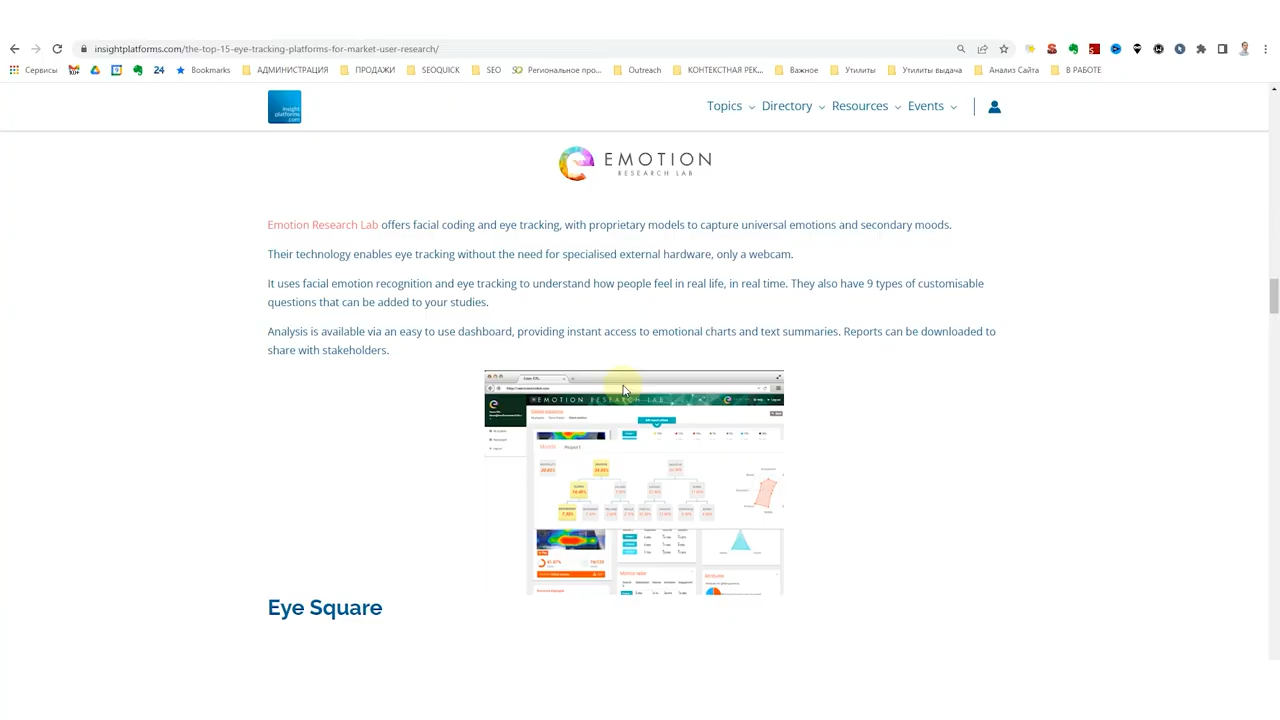 insightplatforms.com/the-top-15-eye-tracking-platforms-for-market-user-research/
Сервисы
24
Bookmarks
АДМИНИСТРАЦИЯ
ПРОДАЖИ
SEOQUICK
SEO
Региональное про...
Outreach
КОНТЕКСТНАЯ РЕК...
Важное
Утилиты
Утилиты выдача
Анализ Сайта
В РАБОТЕ
insight
platforms
.com
Topics
Directory
Resources
Events
EMOTION
RESEARCH LAB
Emotion Research Lab offers facial coding and eye tracking, with proprietary models to capture universal emotions and secondary moods.
Their technology enables eye tracking without the need for specialised external hardware, only a webcam.
It uses facial emotion recognition and eye tracking to understand how people feel in real life, in real time. They also have 9 types of customisable
questions that can be added to your studies.
Analysis is available via an easy to use dashboard, providing instant access to emotional charts and text summaries. Reports can be downloaded to
share with stakeholders.
EMOTION RESEARCH LAB
Eye Square